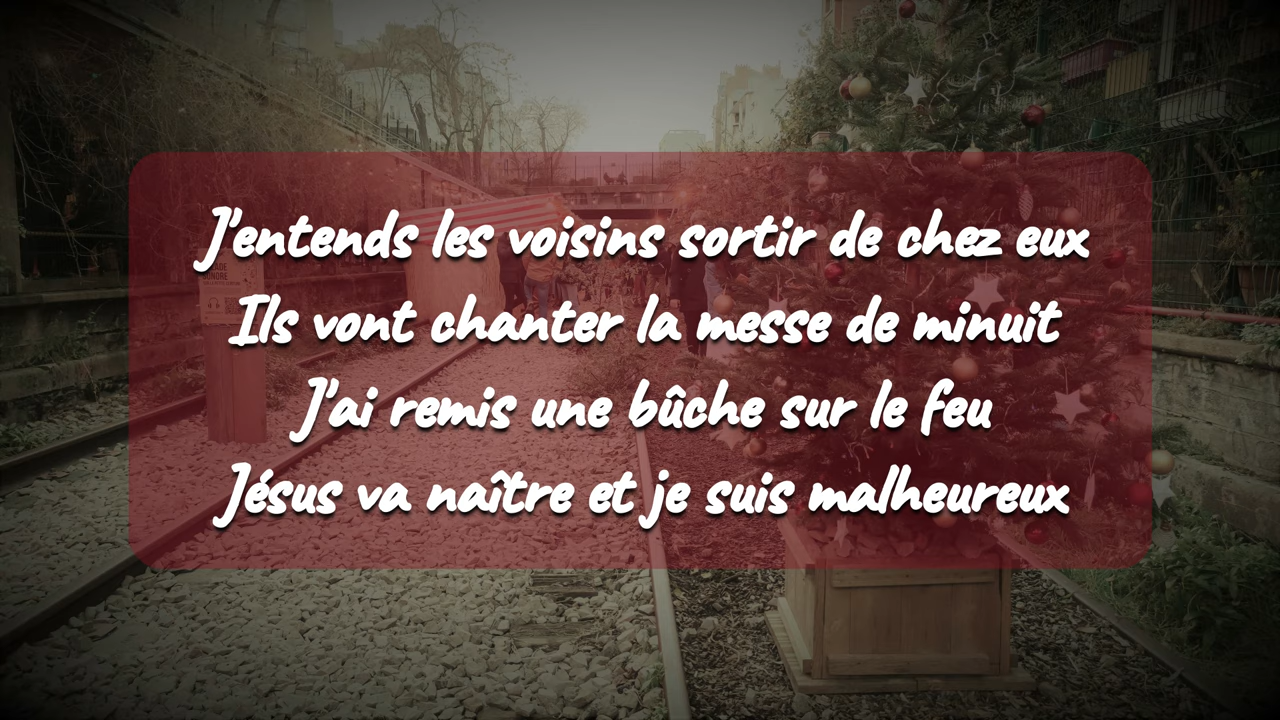 J'entends les voisins sortir de chez eux
Ils vont chanter la messe de minuit
J'ai remis une bûche sur le feu
Jésus va naître et je suis malheureux